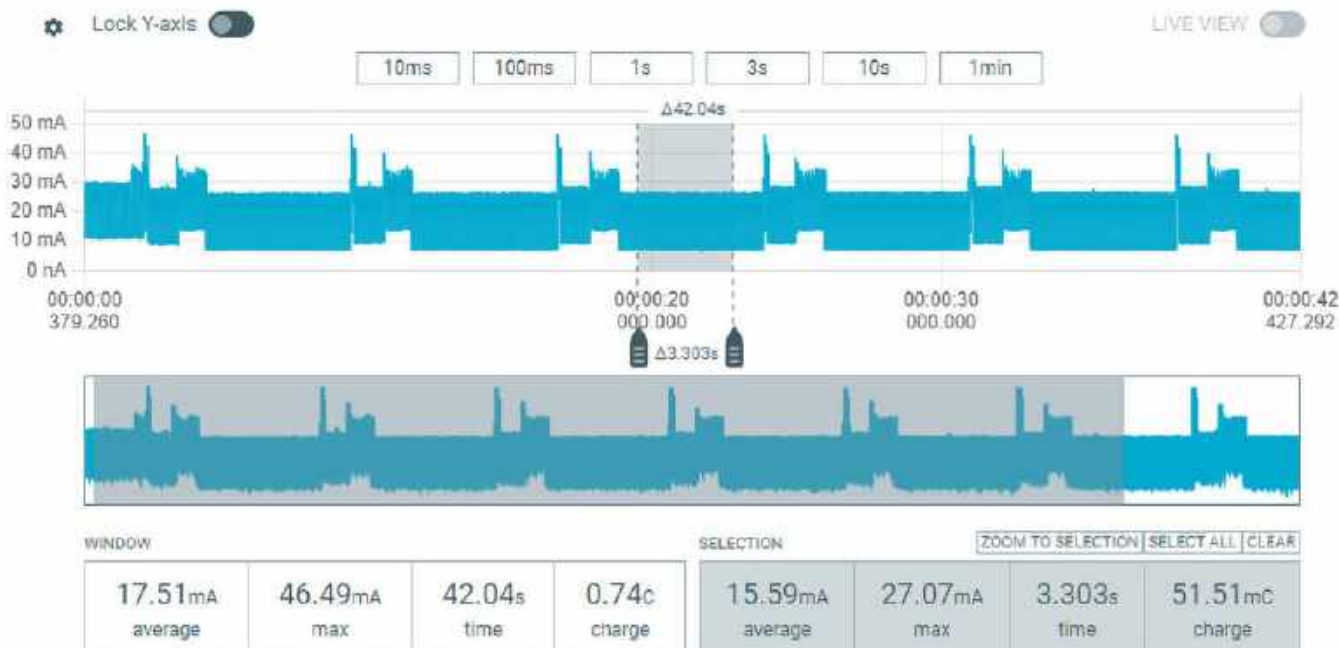 Lock Y-axis
LIVE VIEW
10ms 100ms 1s 3s 10s 1min
Δ42.04s
50 mA
40 mA
30 mA
20 mA
10 mA
0 nA
00:00:00 00:00:20 00:00:30 00:00:42
379.260 000.000 000.000 427.292
Δ3.303s
WINDOW SELECTION ZOOM TO SELECTION SELECT ALL CLEAR
17.51mA 46.49mA 42.04s 0.74c 15.59mA 27.07mA 3.303s 51.51mC
average max time charge average max time charge